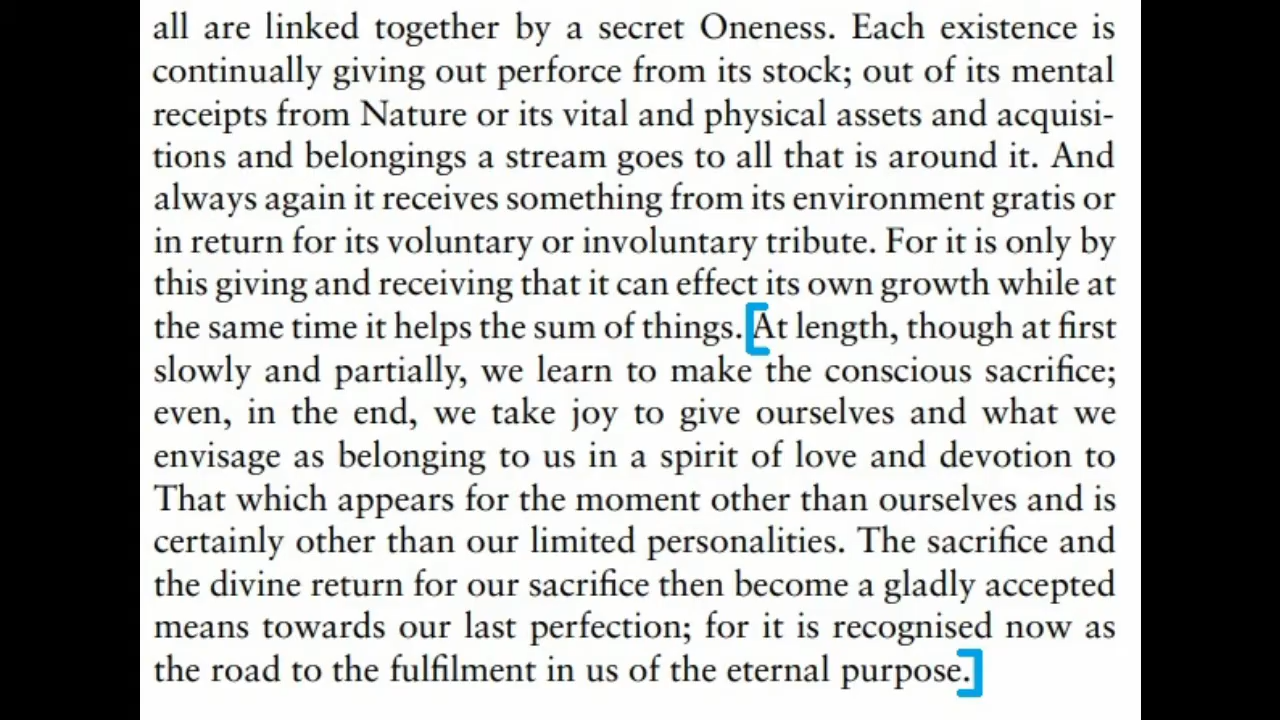 all are linked together by a secret Oneness. Each existence is
continually giving out perforce from its stock; out of its mental
receipts from Nature or its vital and physical assets and acquisi-
tions and belongings a stream goes to all that is around it. And
always again it receives something from its environment gratis or
in return for its voluntary or involuntary tribute. For it is only by
this giving and receiving that it can effect its own growth while at
the same time it helps the sum of things. [At length, though at first
slowly and partially, we learn to make the conscious sacrifice;
even, in the end, we take joy to give ourselves and what we
envisage as belonging to us in a spirit of love and devotion to
That which appears for the moment other than ourselves and is
certainly other than our limited personalities. The sacrifice and
the divine return for our sacrifice then become a gladly accepted
means towards our last perfection; for it is recognised now as
the road to the fulfilment in us of the eternal purpose.]